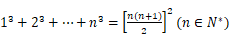 1³ + 2³ + ⋯ + n³ = [n(n+1)/2]² (n ∈ N*)